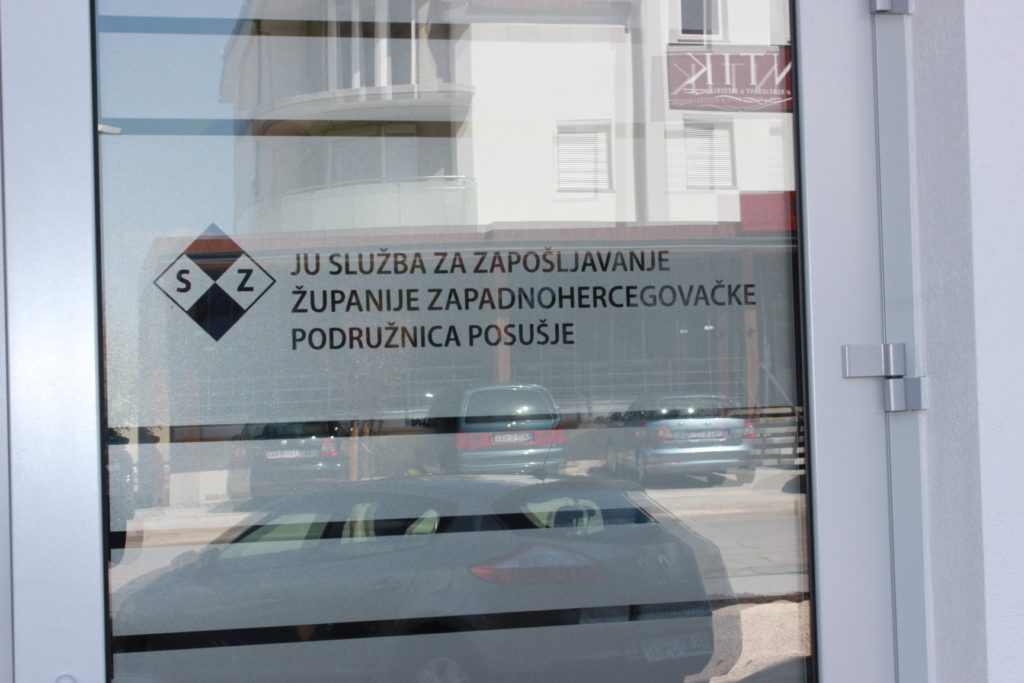 S Z
JU SLUŽBA ZA ZAPOŠLJAVANJE
ŽUPANIJE ZAPADNOHERCEGOVAČKE
PODRUŽNICA POSUŠJE